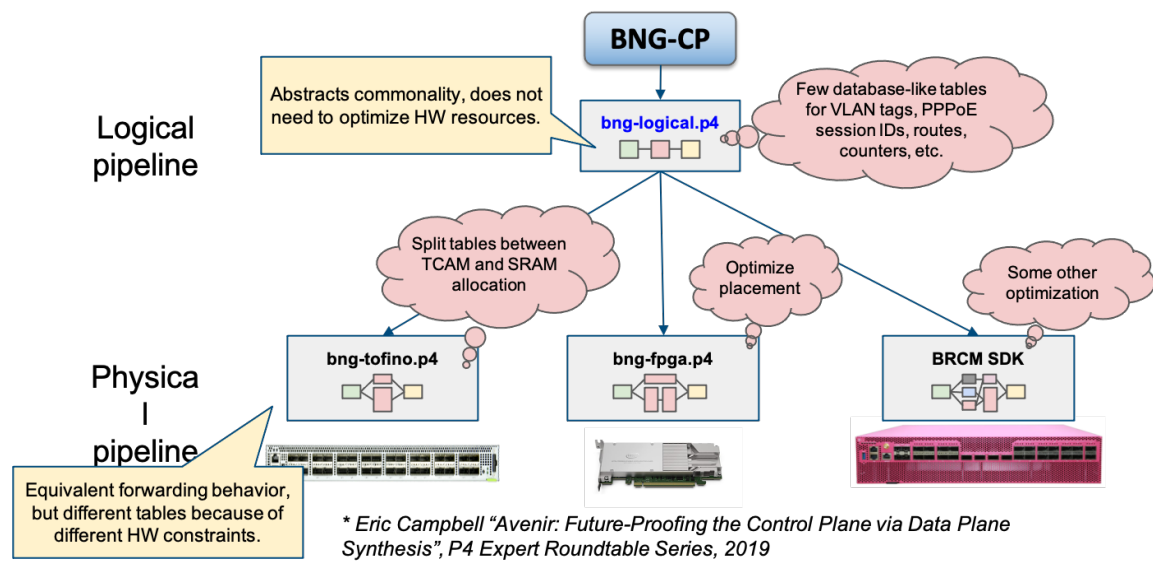 BNG-CP
Abstracts commonality, does not
need to optimize HW resources.
bng-logical.p4
Few database-like tables
for VLAN tags, PPPoE
session IDs, routes,
counters, etc.
Logical
pipeline
Split tables between
TCAM and SRAM
allocation
Optimize
placement
Some other
optimization
bng-tofino.p4
bng-fpga.p4
BRCM SDK
Physica
l
pipeline
Equivalent forwarding behavior,
but different tables because of
different HW constraints.
* Eric Campbell “Avenir: Future-Proofing the Control Plane via Data Plane
Synthesis”, P4 Expert Roundtable Series, 2019